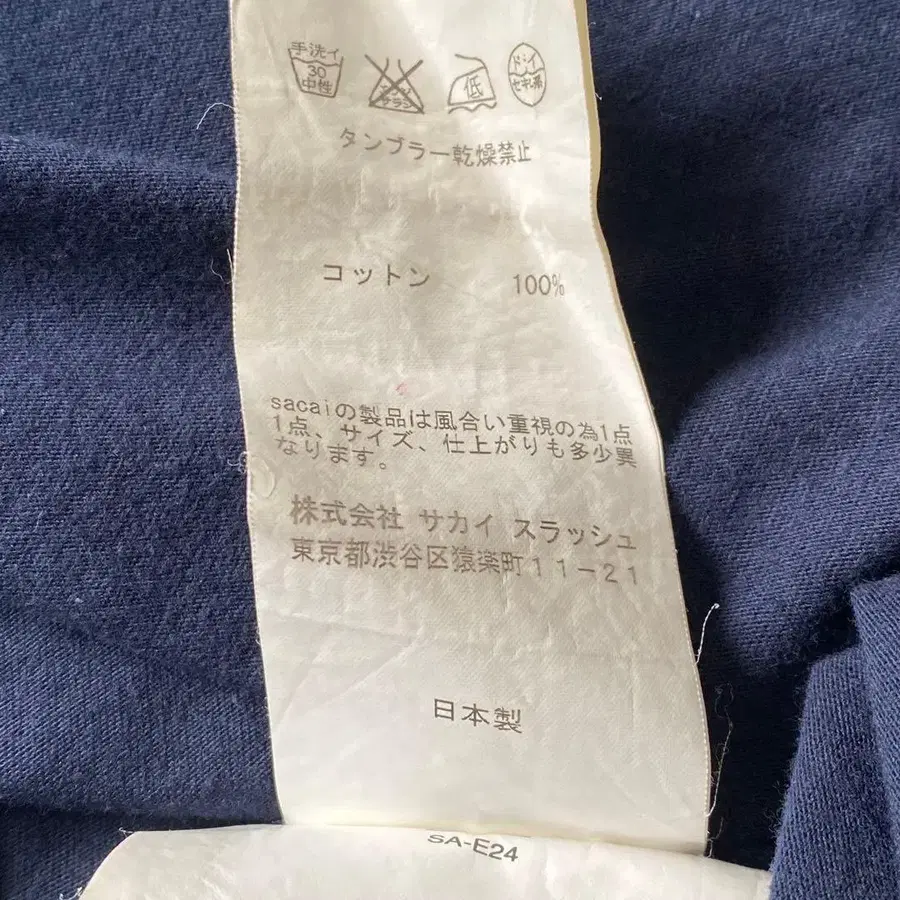 手洗イ
30
中性
低
ドライ
セキユ系
タンブラー乾燥禁止
コットン 100%
sacaiの製品は風合い重視の為1点
1点、サイズ、仕上がりも多少異
なります。
株式会社 サカイ スラッシュ
東京都渋谷区猿楽町11-21
日本製
SA-E24